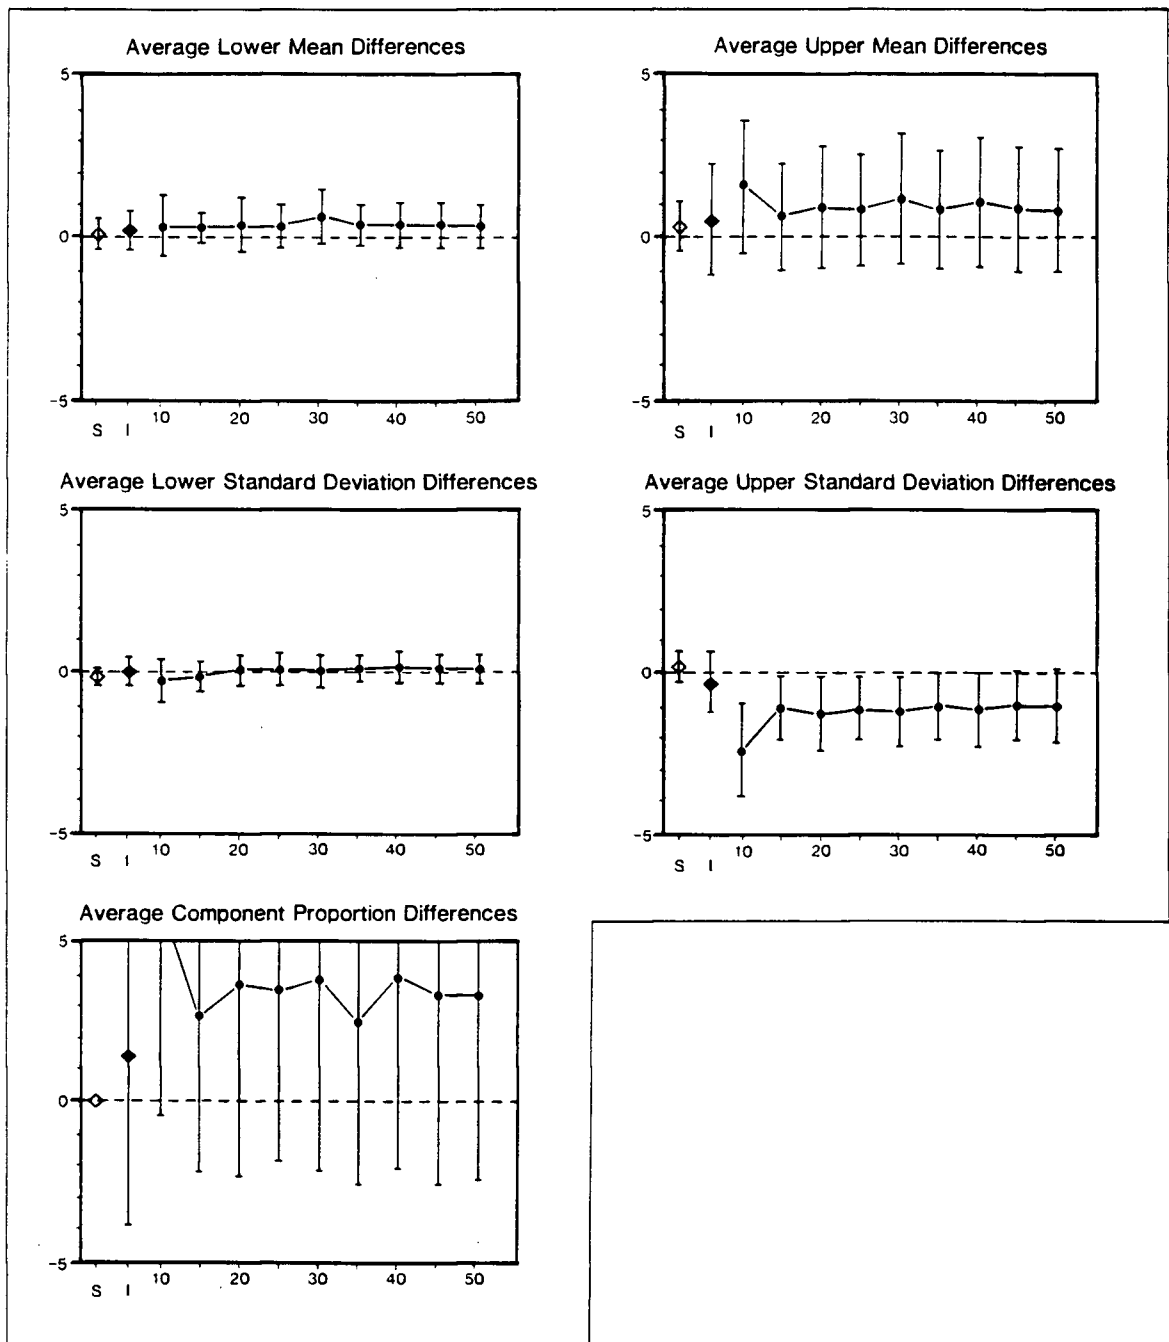 Average Lower Mean Differences
5
0
-5
S I 10 20 30 40 50
Average Upper Mean Differences
5
0
-5
S I 10 20 30 40 50
Average Lower Standard Deviation Differences
5
0
-5
S I 10 20 30 40 50
Average Upper Standard Deviation Differences
5
0
-5
S I 10 20 30 40 50
Average Component Proportion Differences
5
0
-5
S I 10 20 30 40 50